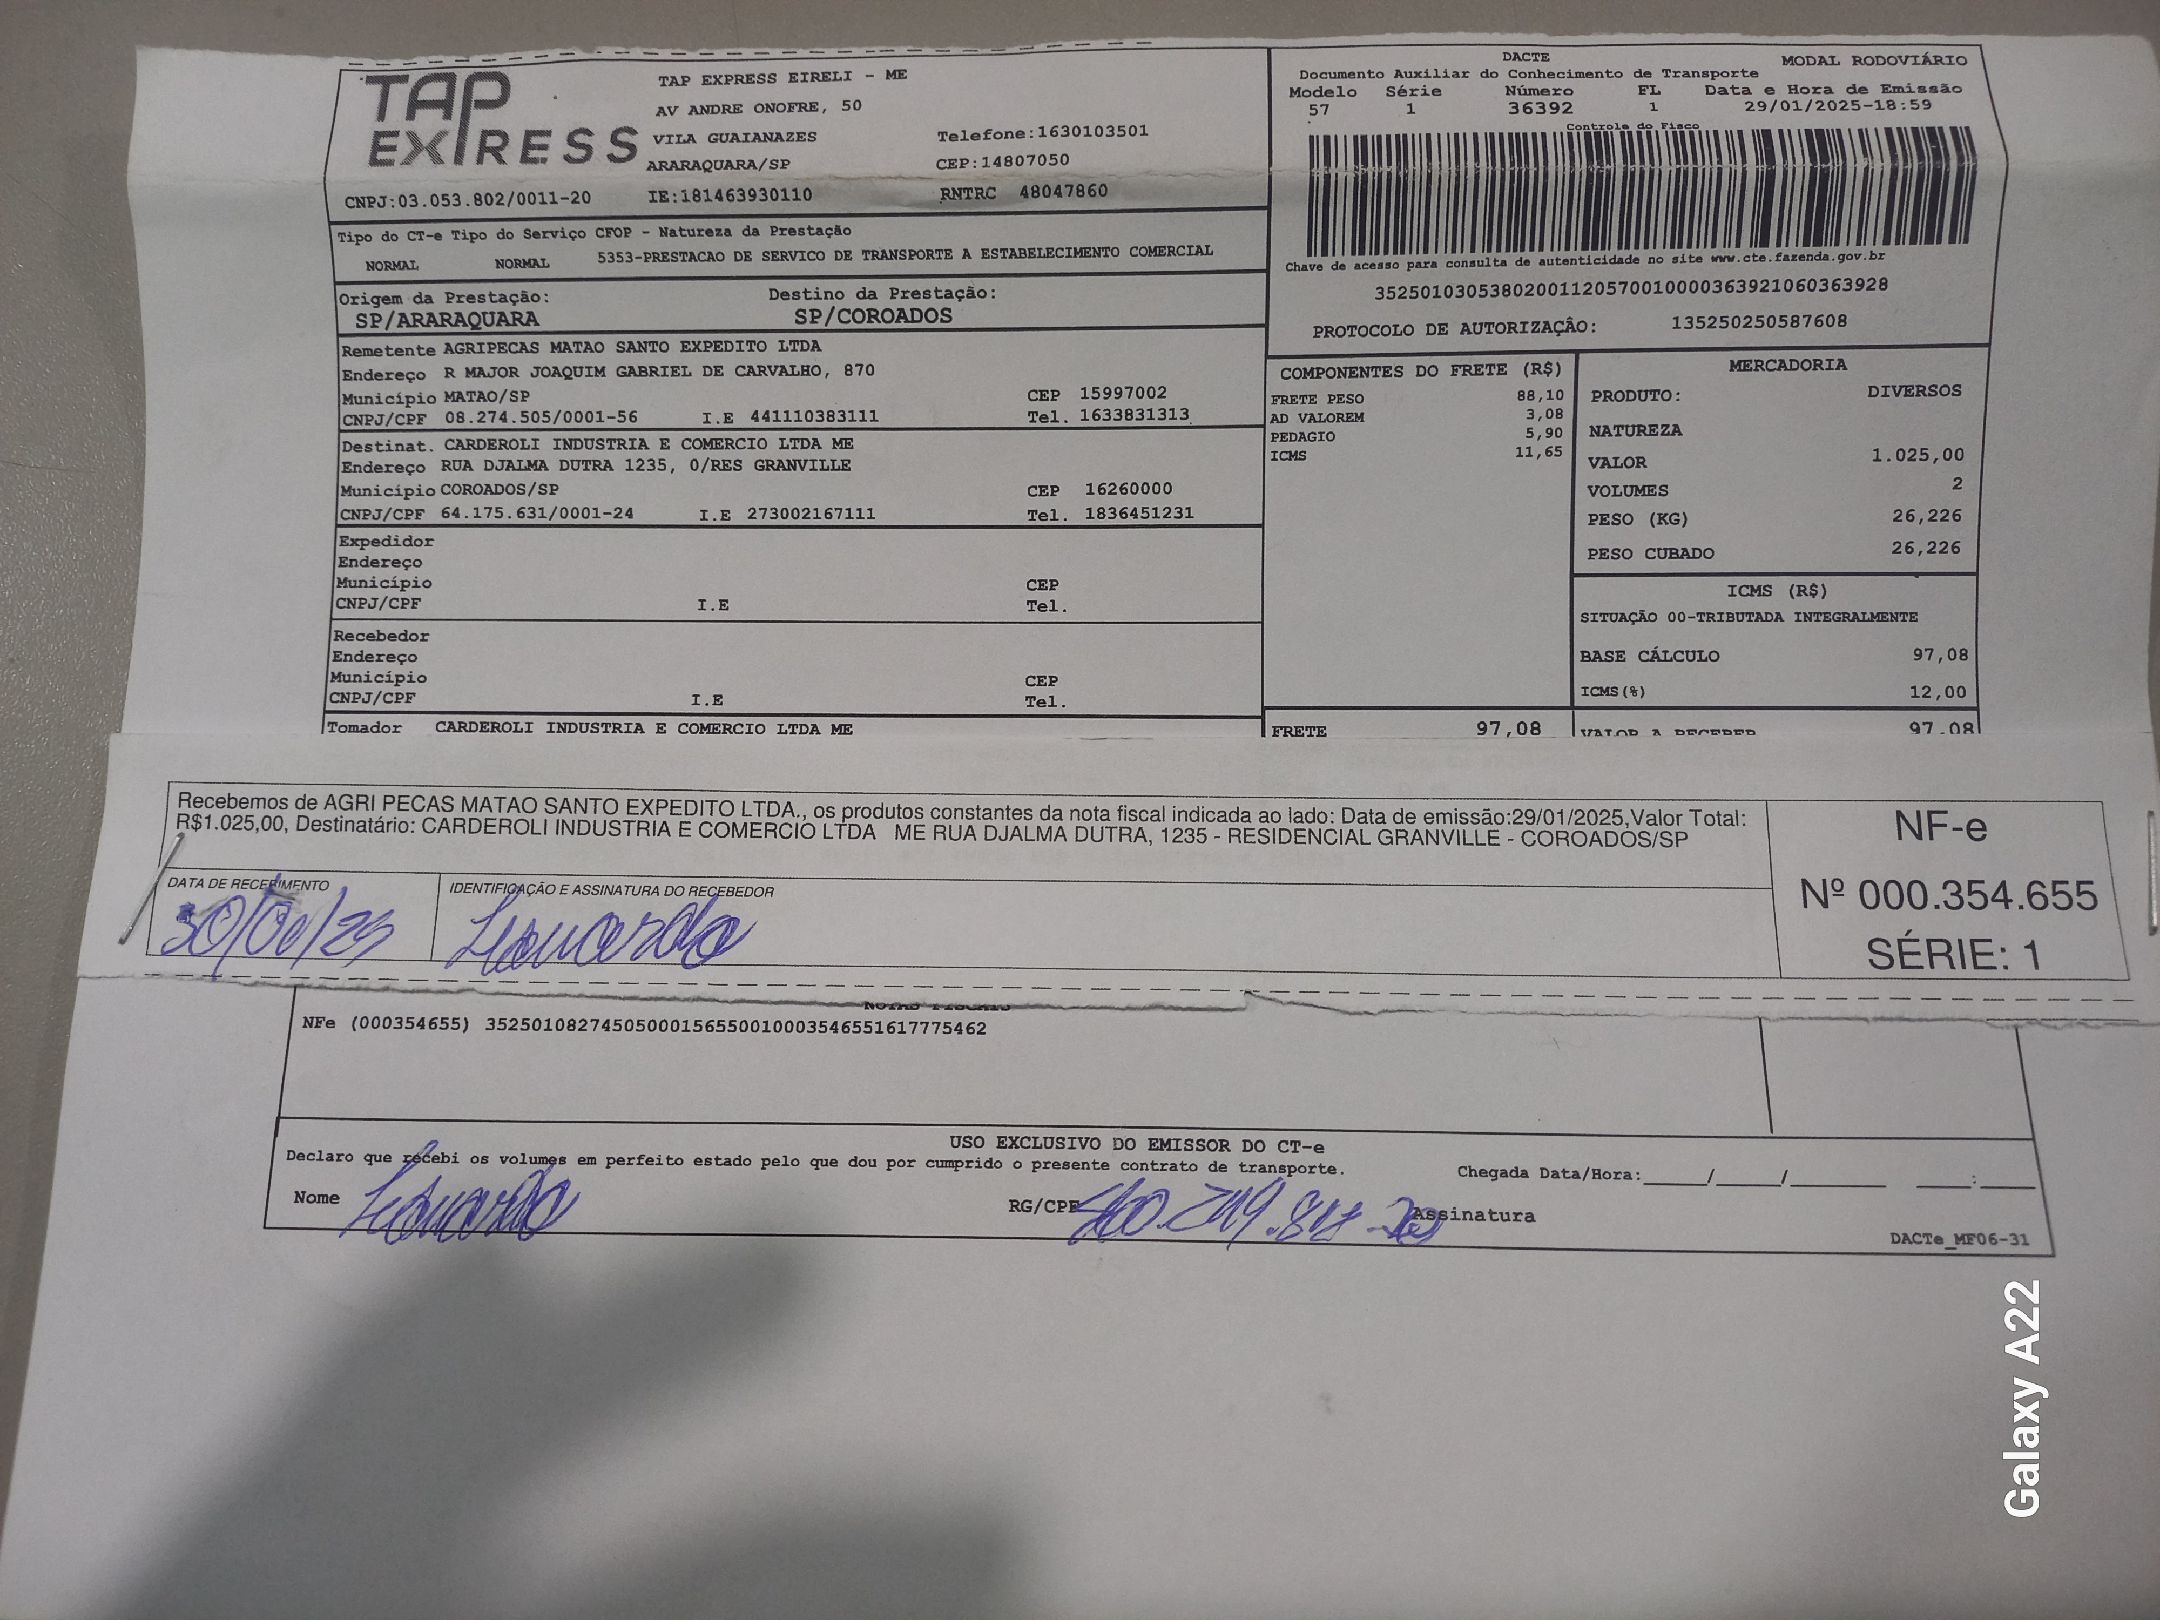 TAP EXPRESS
TAP EXPRESS EIRELI - ME
AV ANDRE ONOFRE, 50
VILA GUAIANAZES Telefone:1630103501
ARARAQUARA/SP CEP:14807050
CNPJ:03.053.802/0011-20 IE:181463930110 RNTRC 48047860
DACTE MODAL RODOVIÁRIO
Documento Auxiliar do Conhecimento de Transporte
Modelo Série Número FL Data e Hora de Emissão
57 1 36392 1 29/01/2025-18:59
Controle do Fisco
Chave de acesso para consulta de autenticidade no site www.cte.fazenda.gov.br
35250103053802001120570010000363921060363928
PROTOCOLO DE AUTORIZAÇÂO: 135250250587608
Tipo do CT-e Tipo do Serviço CFOP - Natureza da Prestação
NORMAL NORMAL 5353-PRESTACAO DE SERVICO DE TRANSPORTE A ESTABELECIMENTO COMERCIAL
Origem da Prestação: Destino da Prestação:
SP/ARARAQUARA SP/COROADOS
Remetente AGRIPECAS MATAO SANTO EXPEDITO LTDA
Endereço R MAJOR JOAQUIM GABRIEL DE CARVALHO, 870
Município MATAO/SP CEP 15997002
CNPJ/CPF 08.274.505/0001-56 I.E 441110383111 Tel. 1633831313
Destinat. CARDEROLI INDUSTRIA E COMERCIO LTDA ME
Endereço RUA DJALMA DUTRA 1235, 0/RES GRANVILLE
Município COROADOS/SP CEP 16260000
CNPJ/CPF 64.175.631/0001-24 I.E 273002167111 Tel. 1836451231
Expedidor
Endereço
Município CEP
CNPJ/CPF I.E Tel.
Recebedor
Endereço
Município CEP
CNPJ/CPF I.E Tel.
Tomador CARDEROLI INDUSTRIA E COMERCIO LTDA ME
COMPONENTES DO FRETE (R$)
FRETE PESO 88,10
AD VALOREM 3,08
PEDAGIO 5,90
ICMS 11,65
FRETE 97,08
MERCADORIA
PRODUTO: DIVERSOS
NATUREZA
VALOR 1.025,00
VOLUMES 2
PESO (KG) 26,226
PESO CUBADO 26,226
ICMS (R$)
SITUAÇÃO 00-TRIBUTADA INTEGRALMENTE
BASE CÁLCULO 97,08
ICMS(%) 12,00
VALOR A RECEBER 97,08
Recebemos de AGRI PECAS MATAO SANTO EXPEDITO LTDA., os produtos constantes da nota fiscal indicada ao lado: Data de emissão:29/01/2025,Valor Total:
R$1.025,00, Destinatário: CARDEROLI INDUSTRIA E COMERCIO LTDA ME RUA DJALMA DUTRA, 1235 - RESIDENCIAL GRANVILLE - COROADOS/SP
DATA DE RECEBIMENTO IDENTIFICAÇÃO E ASSINATURA DO RECEBEDOR
30/01/25 Leonardo
NF-e
Nº 000.354.655
SÉRIE: 1
NFe (000354655) 35250108274505000156550010003546551617775462
USO EXCLUSIVO DO EMISSOR DO CT-e
Declaro que recebi os volumes em perfeito estado pelo que dou por cumprido o presente contrato de transporte. Chegada Data/Hora:_____/_____/_______ ____:____
Nome Leonardo RG/CPF Assinatura
DACTe_MF06-31
Galaxy A22